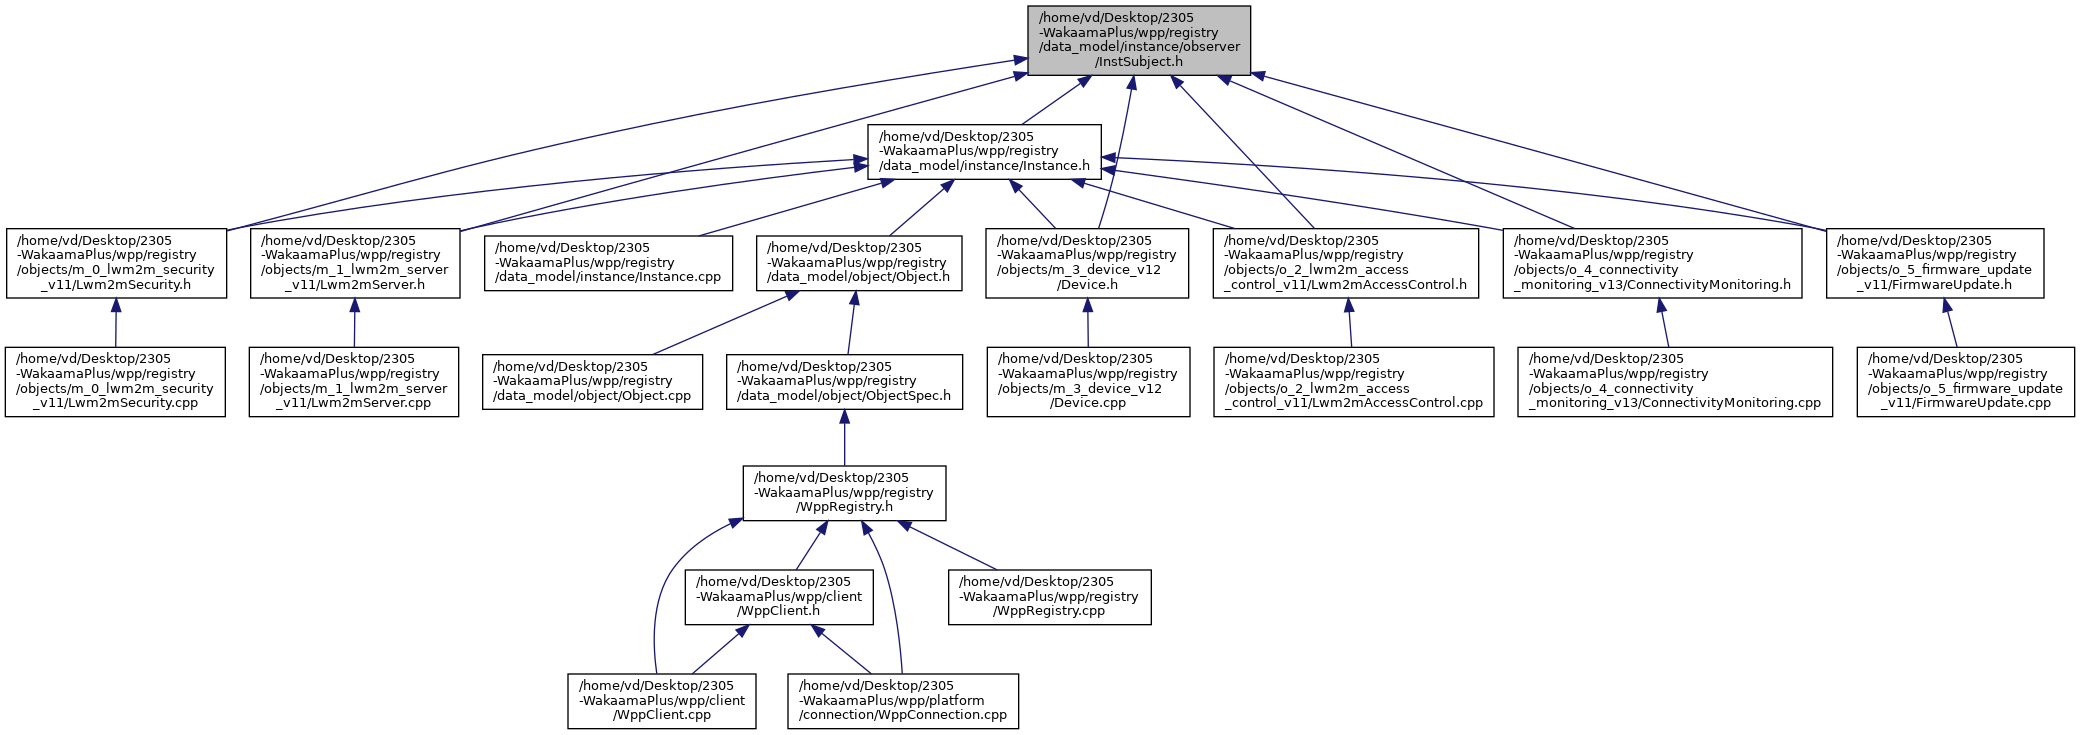 /home/vd/Desktop/2305
-WakaamaPlus/wpp/registry
/data_model/instance/observer
/InstSubject.h
/home/vd/Desktop/2305
-WakaamaPlus/wpp/registry
/data_model/instance/Instance.h
/home/vd/Desktop/2305
-WakaamaPlus/wpp/registry
/objects/m_0_lwm2m_security
_v11/Lwm2mSecurity.h
/home/vd/Desktop/2305
-WakaamaPlus/wpp/registry
/objects/m_1_lwm2m_server
_v11/Lwm2mServer.h
/home/vd/Desktop/2305
-WakaamaPlus/wpp/registry
/data_model/instance/Instance.cpp
/home/vd/Desktop/2305
-WakaamaPlus/wpp/registry
/data_model/object/Object.h
/home/vd/Desktop/2305
-WakaamaPlus/wpp/registry
/objects/m_3_device_v12
/Device.h
/home/vd/Desktop/2305
-WakaamaPlus/wpp/registry
/objects/o_2_lwm2m_access
_control_v11/Lwm2mAccessControl.h
/home/vd/Desktop/2305
-WakaamaPlus/wpp/registry
/objects/o_4_connectivity
_monitoring_v13/ConnectivityMonitoring.h
/home/vd/Desktop/2305
-WakaamaPlus/wpp/registry
/objects/o_5_firmware_update
_v11/FirmwareUpdate.h
/home/vd/Desktop/2305
-WakaamaPlus/wpp/registry
/objects/m_0_lwm2m_security
_v11/Lwm2mSecurity.cpp
/home/vd/Desktop/2305
-WakaamaPlus/wpp/registry
/objects/m_1_lwm2m_server
_v11/Lwm2mServer.cpp
/home/vd/Desktop/2305
-WakaamaPlus/wpp/registry
/data_model/object/Object.cpp
/home/vd/Desktop/2305
-WakaamaPlus/wpp/registry
/data_model/object/ObjectSpec.h
/home/vd/Desktop/2305
-WakaamaPlus/wpp/registry
/objects/m_3_device_v12
/Device.cpp
/home/vd/Desktop/2305
-WakaamaPlus/wpp/registry
/objects/o_2_lwm2m_access
_control_v11/Lwm2mAccessControl.cpp
/home/vd/Desktop/2305
-WakaamaPlus/wpp/registry
/objects/o_4_connectivity
_monitoring_v13/ConnectivityMonitoring.cpp
/home/vd/Desktop/2305
-WakaamaPlus/wpp/registry
/objects/o_5_firmware_update
_v11/FirmwareUpdate.cpp
/home/vd/Desktop/2305
-WakaamaPlus/wpp/registry
/WppRegistry.h
/home/vd/Desktop/2305
-WakaamaPlus/wpp/client
/WppClient.h
/home/vd/Desktop/2305
-WakaamaPlus/wpp/registry
/WppRegistry.cpp
/home/vd/Desktop/2305
-WakaamaPlus/wpp/client
/WppClient.cpp
/home/vd/Desktop/2305
-WakaamaPlus/wpp/platform
/connection/WppConnection.cpp